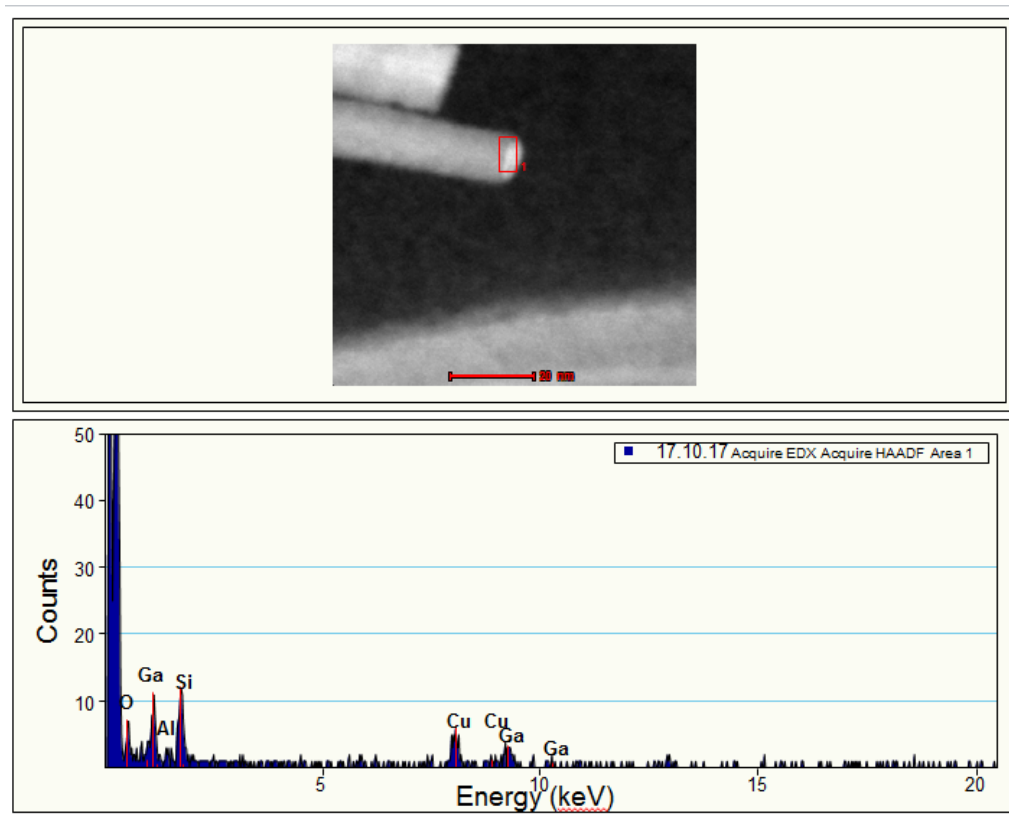 1
20 nm
17.10.17 Acquire EDX Acquire HAADF Area 1
50
40
30
20
10
Counts
O
Ga
Al
Si
Cu
Cu
Ga
Ga
5
10
15
20
Energy (keV)